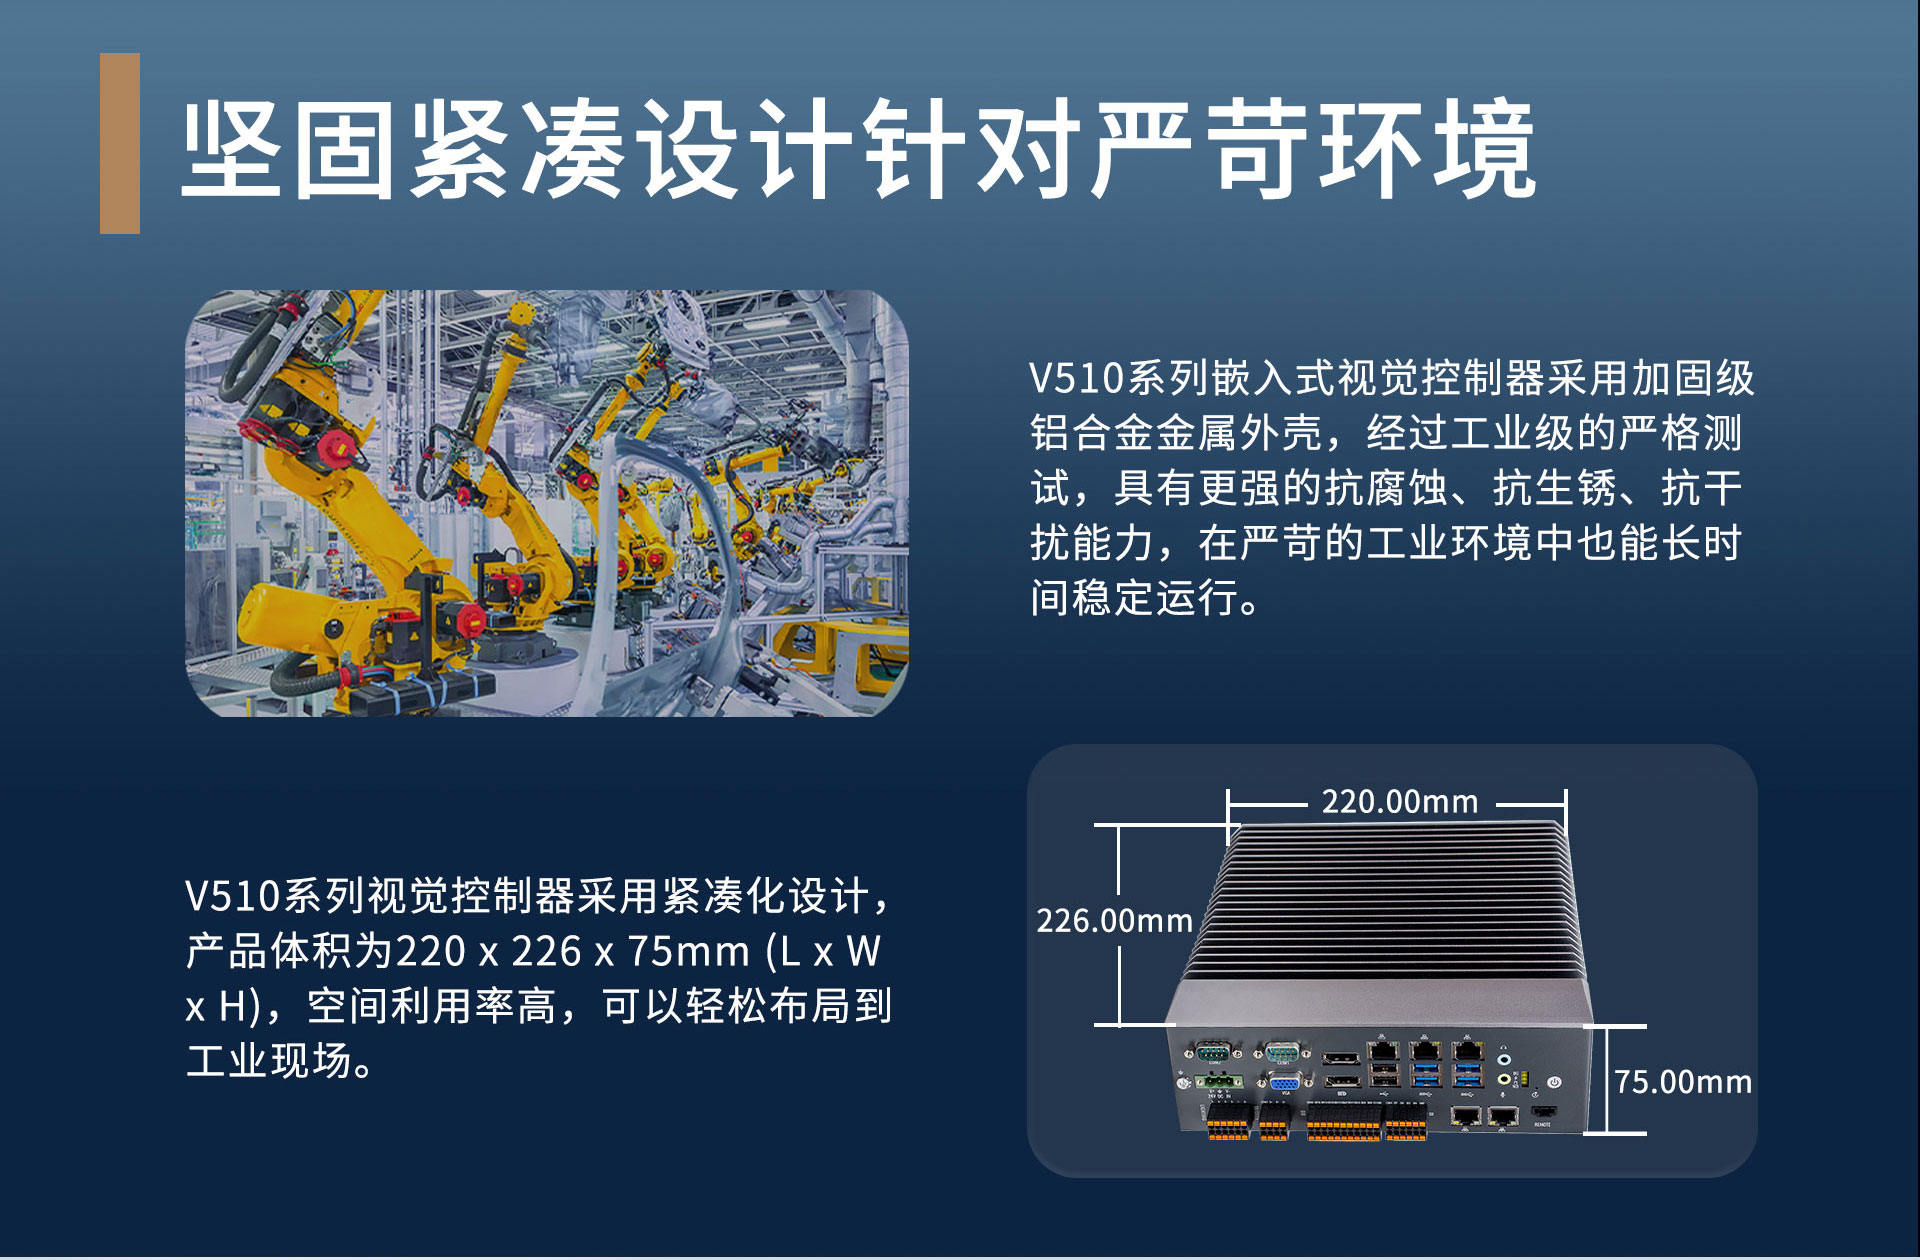 坚固紧凑设计针对严苛环境
V510系列嵌入式视觉控制器采用加固级
铝合金金属外壳，经过工业级的严格测
试，具有更强的抗腐蚀、抗生锈、抗干
扰能力，在严苛的工业环境中也能长时
间稳定运行。
V510系列视觉控制器采用紧凑化设计，
产品体积为220 x 226 x 75mm (L x W
x H)，空间利用率高，可以轻松布局到
工业现场。
220.00mm
226.00mm
75.00mm
COM2
COM1
VGA
24V DC IN
REMOTE